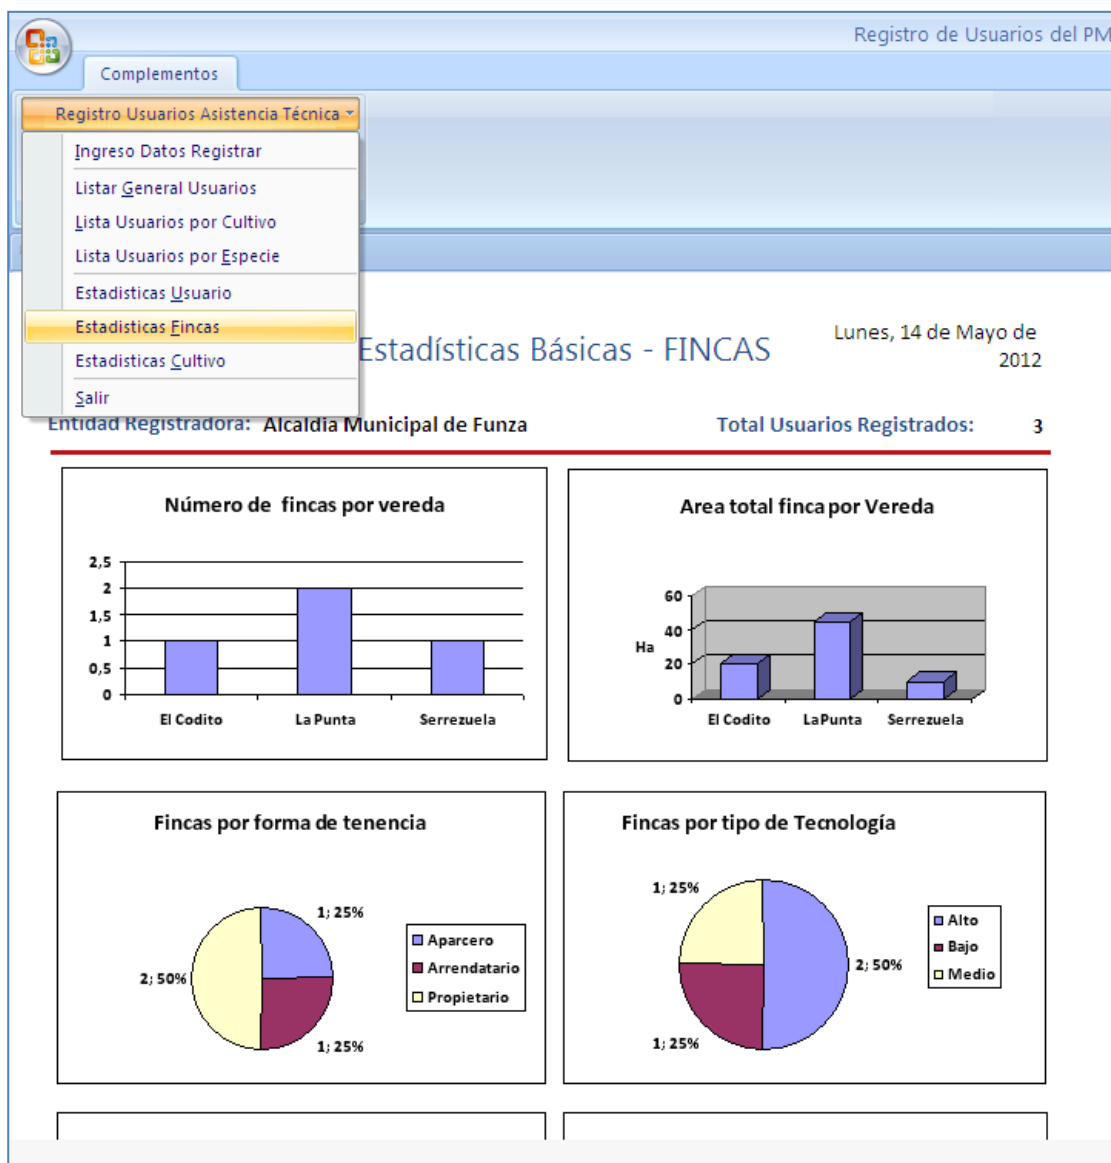 Registro de Usuarios del PM
Complementos
Registro Usuarios Asistencia Técnica
Ingreso Datos Registrar
Listar General Usuarios
Lista Usuarios por Cultivo
Lista Usuarios por Especie
Estadisticas Usuario
Estadisticas Fincas
Estadisticas Cultivo
Salir
Estadísticas Básicas - FINCAS
Lunes, 14 de Mayo de
2012
Entidad Registradora: Alcaldia Municipal de Funza Total Usuarios Registrados: 3
Número de fincas por vereda
2,5
2
1,5
1
0,5
0
El Codito La Punta Serrezuela
Area total finca por Vereda
Ha
60
40
20
0
El Codito La Punta Serrezuela
Fincas por forma de tenencia
1; 25%
2; 50%
1; 25%
Aparcero
Arrendatario
Propietario
Fincas por tipo de Tecnología
1; 25%
2; 50%
1; 25%
Alto
Bajo
Medio